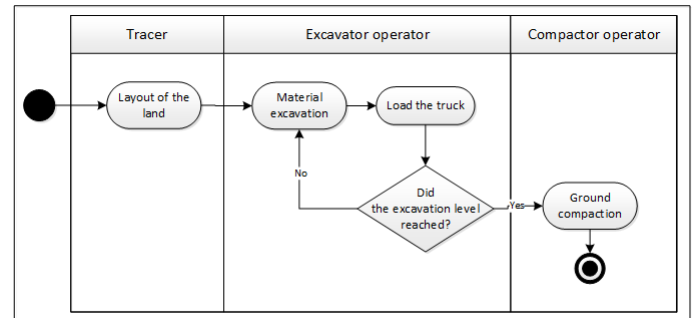 Tracer
Excavator operator
Compactor operator
Layout of the
land
Material
excavation
Load the truck
No
Did
the excavation level
reached?
Yes
Ground
compaction